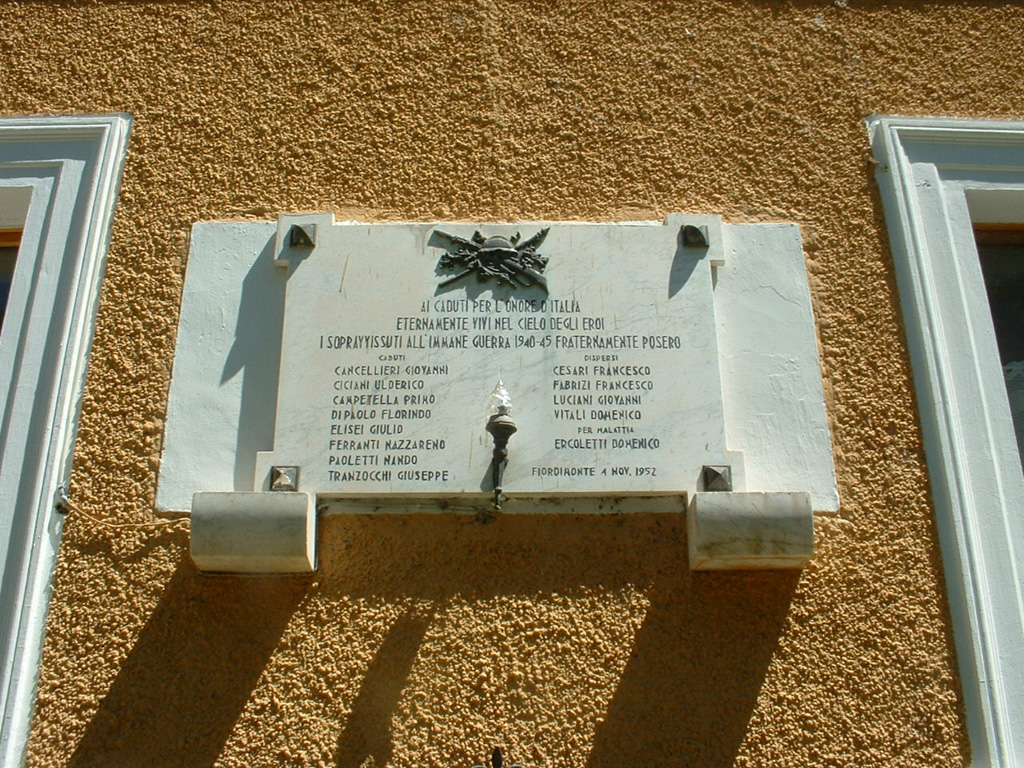 AI CADUTI PER L'ONORE D'ITALIA
ETERNAMENTE VIVI NEL CIELO DEGLI EROI
I SOPRAVVISSUTI ALL'IMMANE GUERRA 1940-45 FRATERNAMENTE POSERO
CADUTI
CANCELLIERI GIOVANNI
CICIANI ULDERICO
CAMPETELLA PRIMO
DI PAOLO FLORINDO
ELISEI GIULIO
FERRANTI NAZZARENO
PAOLETTI NANDO
TRANZOCCHI GIUSEPPE
DISPERSI
CESARI FRANCESCO
FABRIZI FRANCESCO
LUCIANI GIOVANNI
VITALI DOMENICO
PER MALATTIA
ERCOLETTI DOMENICO
FIORDIMONTE 4 NOV. 1952